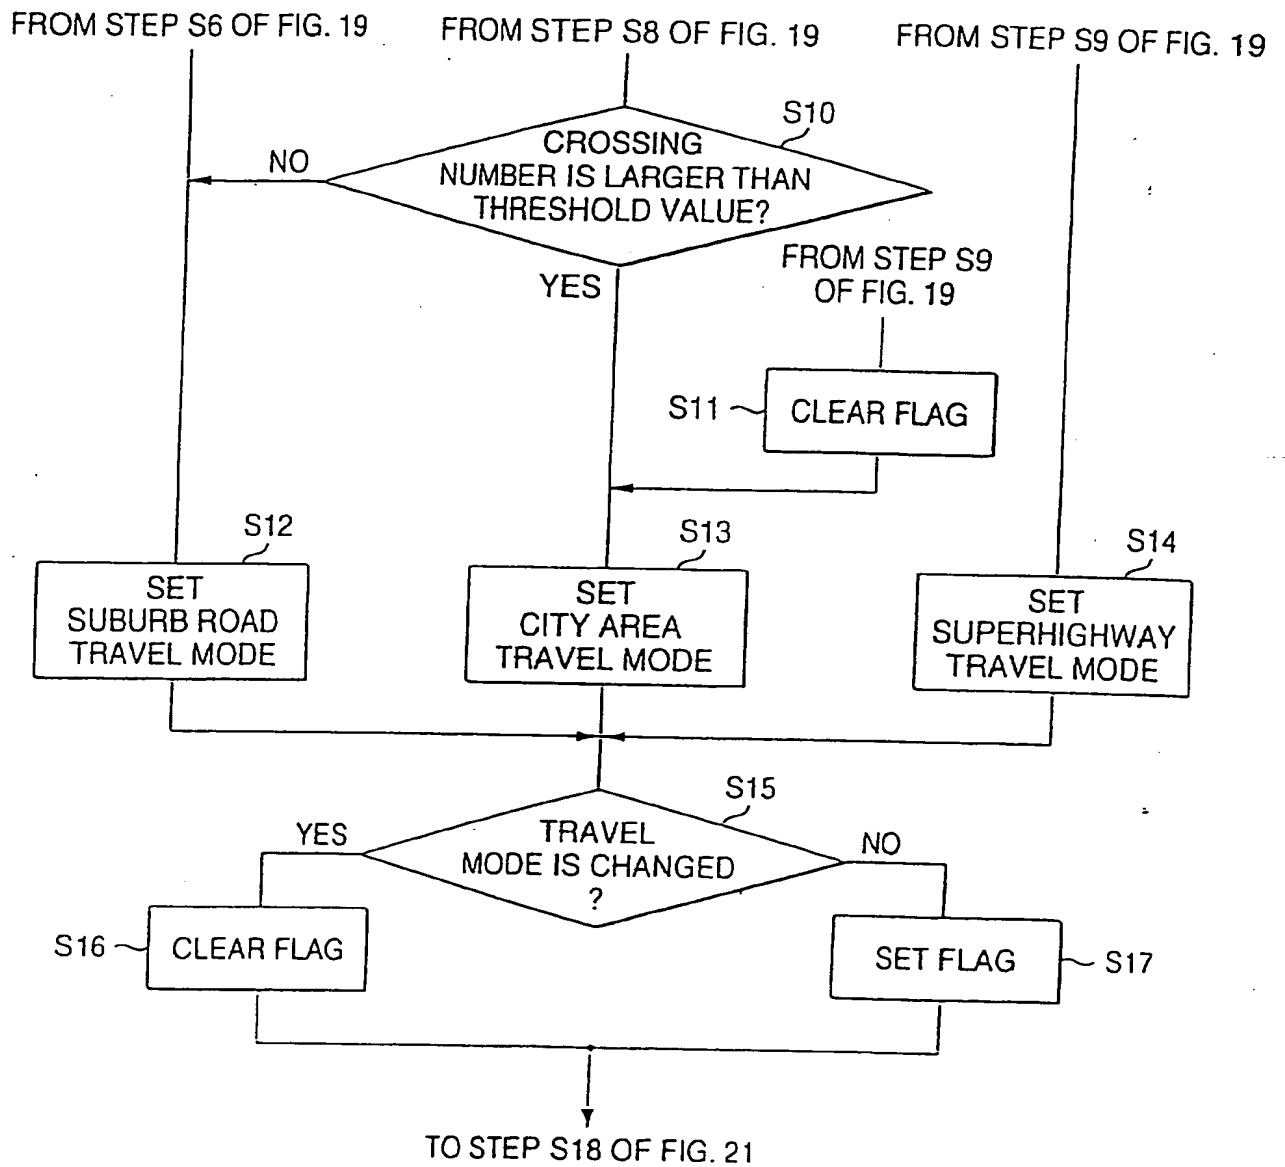 FROM STEP S6 OF FIG. 19
FROM STEP S8 OF FIG. 19
FROM STEP S9 OF FIG. 19
S10
CROSSING
NUMBER IS LARGER THAN
THRESHOLD VALUE?
NO
YES
FROM STEP S9
OF FIG. 19
S11
CLEAR FLAG
S12
SET
SUBURB ROAD
TRAVEL MODE
S13
SET
CITY AREA
TRAVEL MODE
S14
SET
SUPERHIGHWAY
TRAVEL MODE
S15
TRAVEL
MODE IS CHANGED
?
YES
NO
S16
CLEAR FLAG
SET FLAG
S17
TO STEP S18 OF FIG. 21